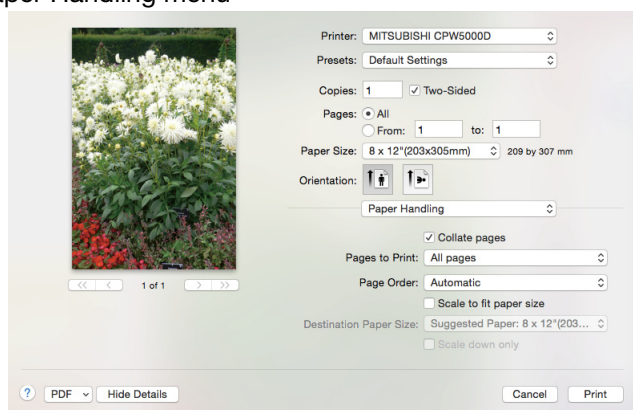 Paper Handling menu
Printer: MITSUBISHI CPW5000D
Presets: Default Settings
Copies: 1 Two-Sided
Pages: All
From: 1 to: 1
Paper Size: 8 x 12"(203x305mm) 209 by 307 mm
Orientation:
Paper Handling
Collate pages
Pages to Print: All pages
Page Order: Automatic
Scale to fit paper size
Destination Paper Size: Suggested Paper: 8 x 12"(203...
Scale down only
<< < 1 of 1 > >>
? PDF Hide Details Cancel Print